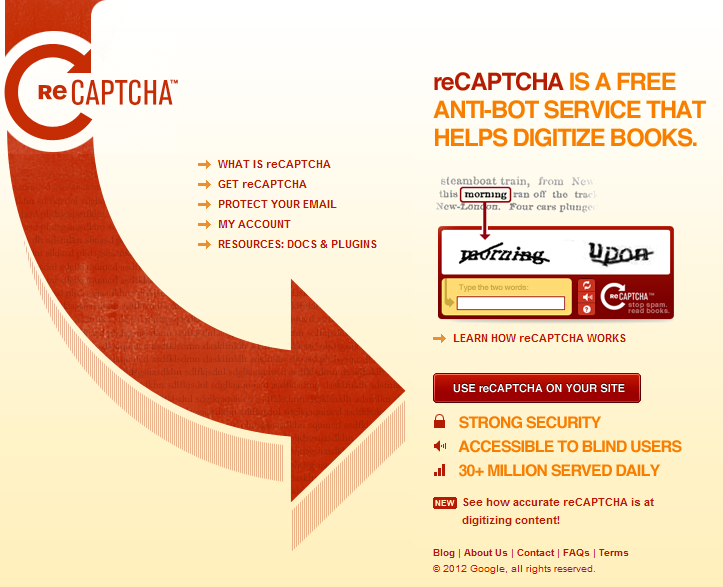 ReCAPTCHA™
WHAT IS reCAPTCHA
GET reCAPTCHA
PROTECT YOUR EMAIL
MY ACCOUNT
RESOURCES: DOCS & PLUGINS
reCAPTCHA IS A FREE
ANTI-BOT SERVICE THAT
HELPS DIGITIZE BOOKS.
steamboat train, from New
this morning ran off the trac
New-London. Four cars plunge
morning upon
Type the two words:
ReCAPTCHA™
stop spam.
read books.
LEARN HOW reCAPTCHA WORKS
USE reCAPTCHA ON YOUR SITE
STRONG SECURITY
ACCESSIBLE TO BLIND USERS
30+ MILLION SERVED DAILY
NEW See how accurate reCAPTCHA is at
digitizing content!
Blog | About Us | Contact | FAQs | Terms
© 2012 Google, all rights reserved.